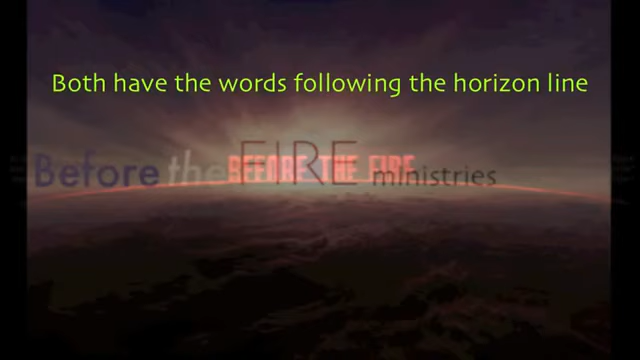 Both have the words following the horizon line
Before the FIRE ministries
BEFORE THE FIRE